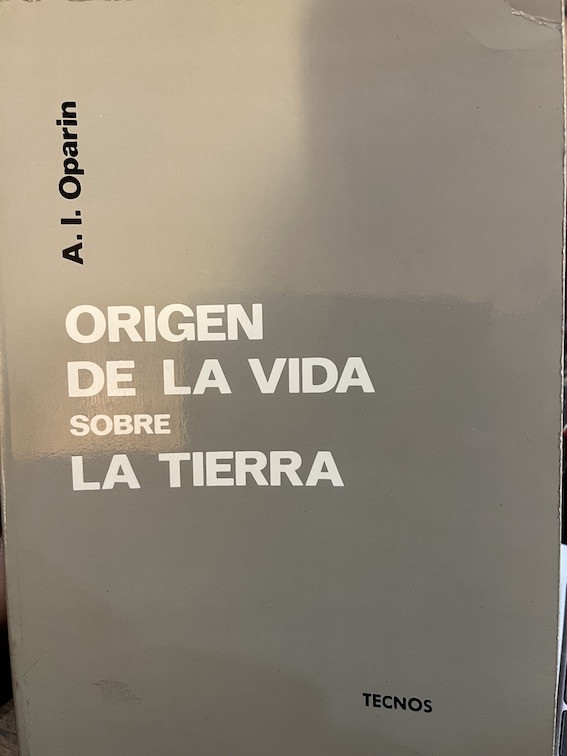 A. I. Oparin
ORIGEN
DE LA VIDA
SOBRE
LA TIERRA
TECNOS